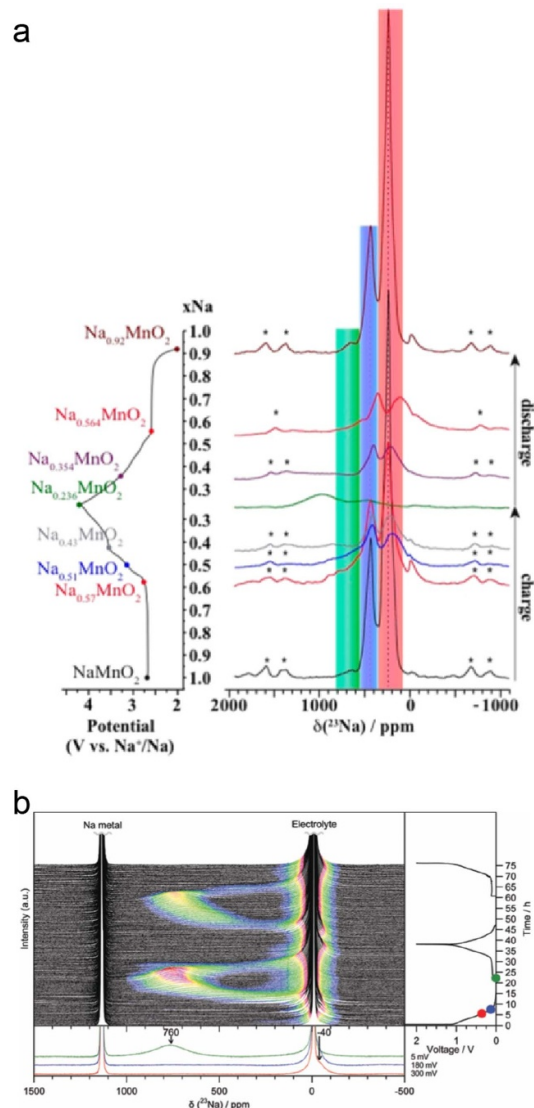 a
xNa
Na0.92MnO2
Na0.564MnO2
Na0.354MnO2
Na0.236MnO2
Na0.43MnO2
Na0.51MnO2
Na0.57MnO2
NaMnO2
1.0
0.9
0.8
0.7
0.6
0.5
0.4
0.3
0.3
0.4
0.5
0.6
0.7
0.8
0.9
1.0
* * * *
* *
* * * *
* * * *
* * * *
* * * *
* * * *
discharge
charge
4 3 2
Potential
(V vs. Na+/Na)
2000 1000 0 -1000
δ(23Na) / ppm
b
Na metal
Electrolyte
Intensity (a.u.)
75
70
65
60
55
50
45
40
35
30
25
20
15
10
5
0
Time / h
760
-40
5 mV
180 mV
300 mV
2 1 0
Voltage / V
1500 1000 500 0 -500
δ (23Na) / ppm